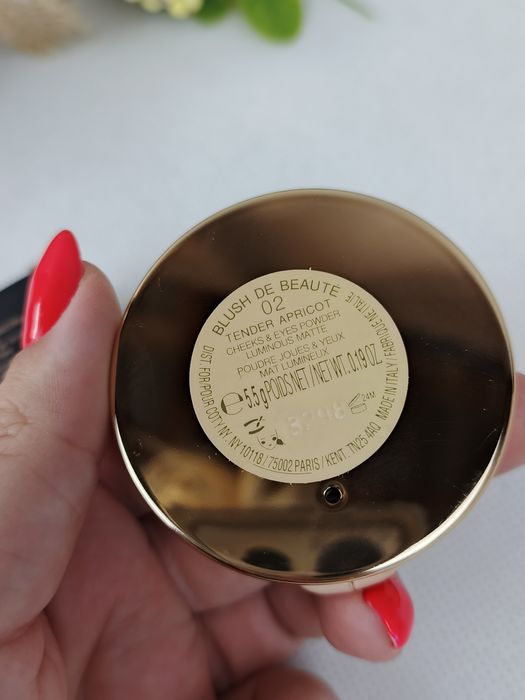 BLUSH DE BEAUTÉ
02
TENDER APRICOT
CHEEKS & EYES POWDER
LUMINOUS MATTE
POUDRE JOUES & YEUX
MAT LUMINEUX
e 5.5g POIDS NET / NET WT. 0.19 OZ
24M
DIST. FOR/POUR COTY NY, NY 10118 / 75002 PARIS / KENT, TN25 4AQ MADE IN ITALY / FABRIQUÉ EN ITALIE